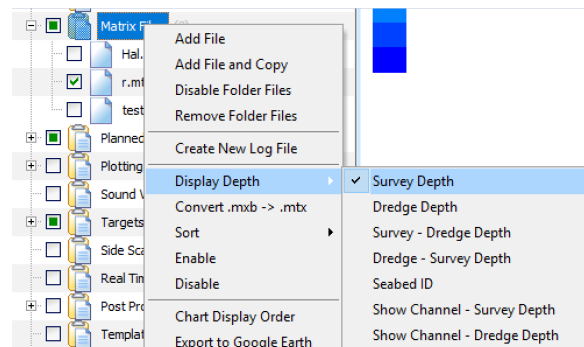 Matrix Fil
Hal.
r.mt
test
Planned
Plotting
Sound
Targets
Side Sca
Real Tim
Post Pro
Templat
Add File
Add File and Copy
Disable Folder Files
Remove Folder Files
Create New Log File
Display Depth
Convert .mxb -> .mtx
Sort
Enable
Disable
Chart Display Order
Export to Google Earth
Survey Depth
Dredge Depth
Survey - Dredge Depth
Dredge - Survey Depth
Seabed ID
Show Channel - Survey Depth
Show Channel - Dredge Depth